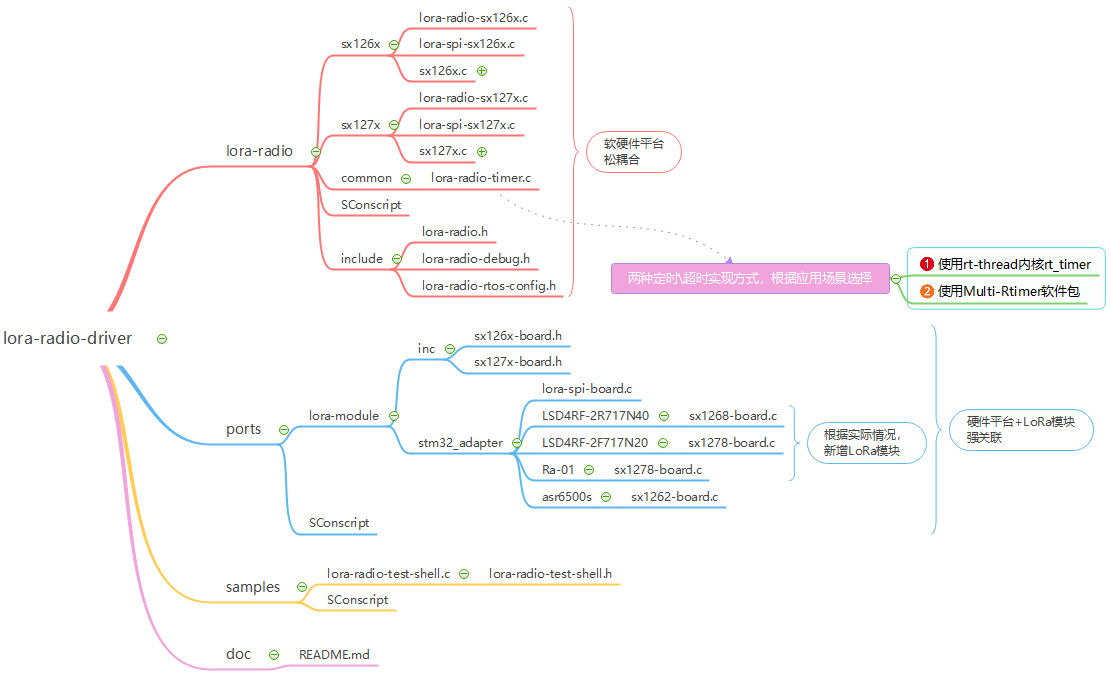 lora-radio-driver
lora-radio
sx126x
lora-radio-sx126x.c
lora-spi-sx126x.c
sx126x.c
sx127x
lora-radio-sx127x.c
lora-spi-sx127x.c
sx127x.c
common
lora-radio-timer.c
SConscript
include
lora-radio.h
lora-radio-debug.h
lora-radio-rtos-config.h
软硬件平台
松耦合
两种定时\超时实现方式，根据应用场景选择
1 使用rt-thread内核rt_timer
2 使用Multi-Rtimer软件包
ports
lora-module
inc
sx126x-board.h
sx127x-board.h
stm32_adapter
lora-spi-board.c
LSD4RF-2R717N40
sx1268-board.c
LSD4RF-2F717N20
sx1278-board.c
Ra-01
sx1278-board.c
asr6500s
sx1262-board.c
根据实际情况，
新增LoRa模块
硬件平台+LoRa模块
强关联
SConscript
samples
lora-radio-test-shell.c
lora-radio-test-shell.h
SConscript
doc
README.md